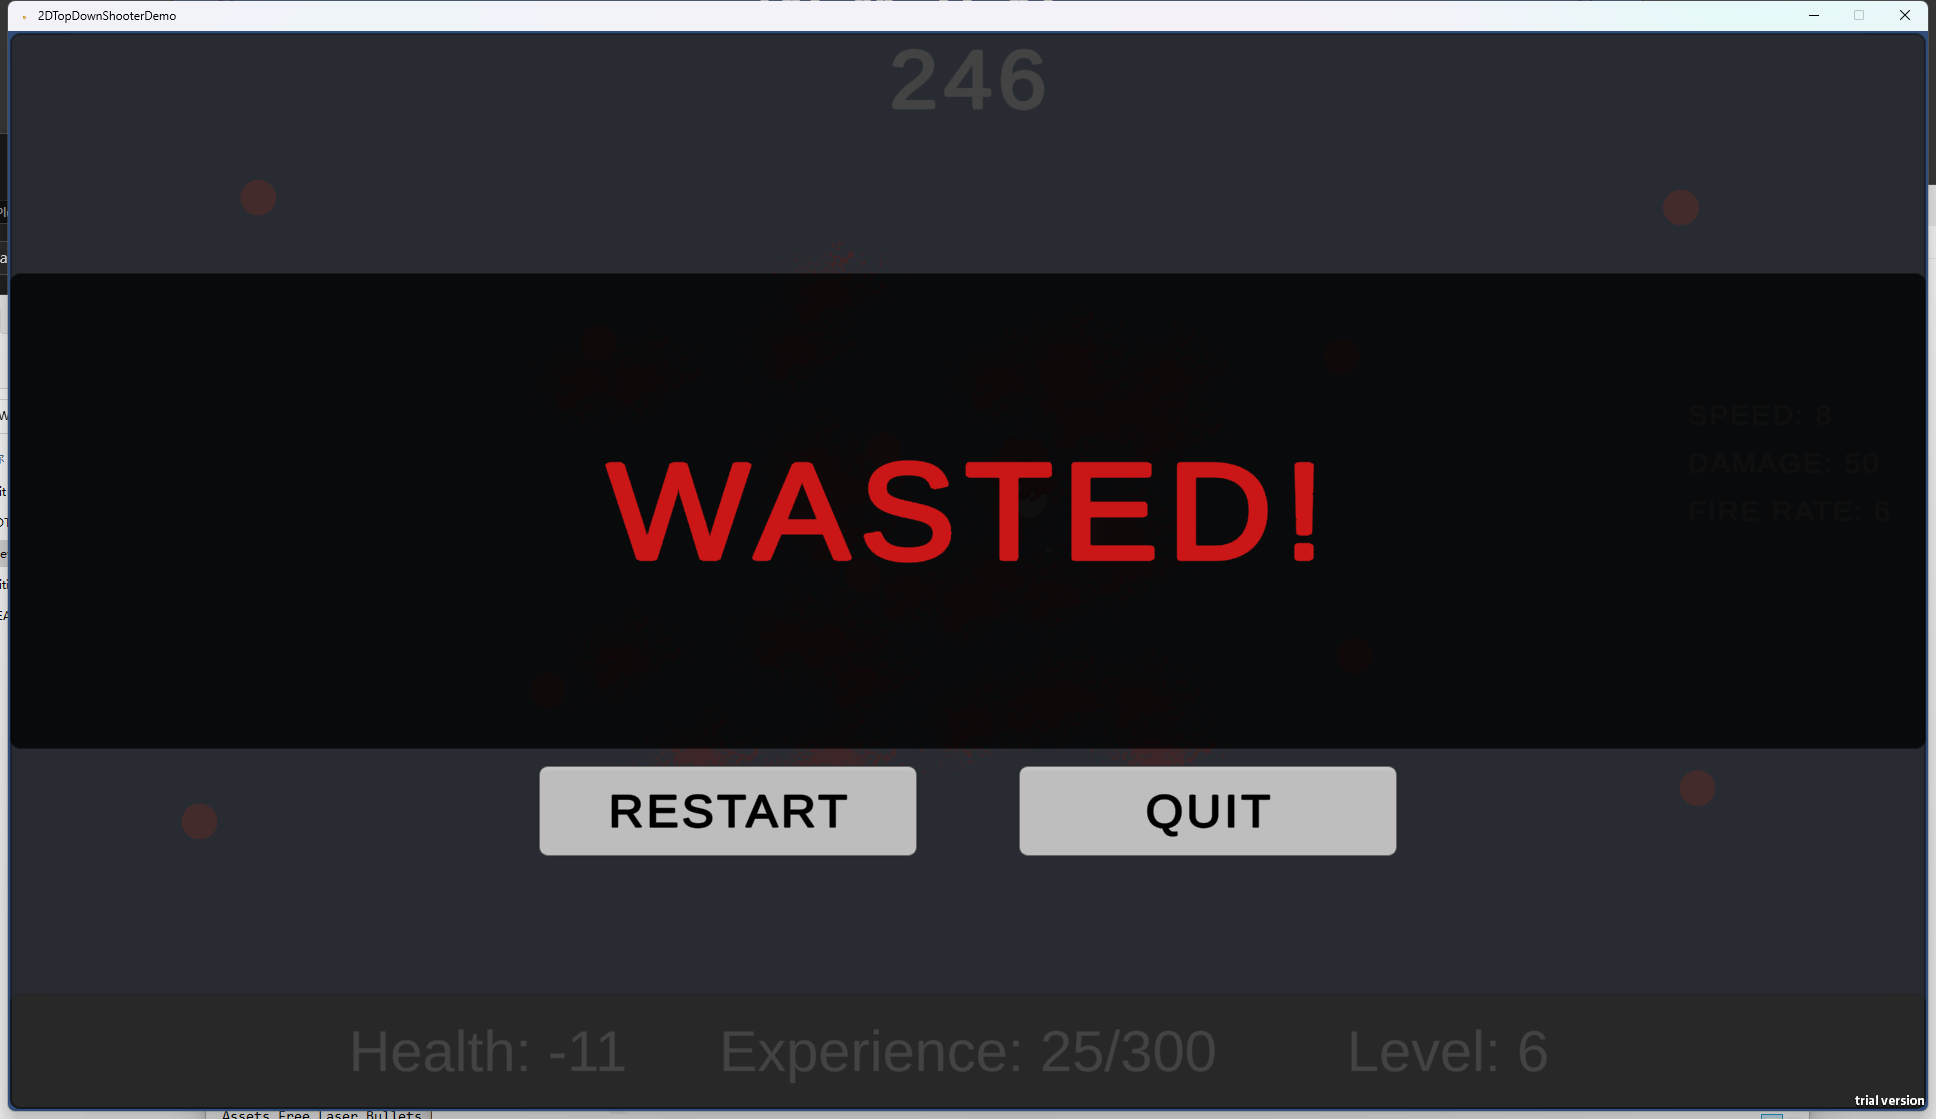 2DTopDownShooterDemo
246
SPEED: 8
DAMAGE: 50
FIRE RATE: 6
WASTED!
RESTART
QUIT
Health: -11
Experience: 25/300
Level: 6
trial version
Assets Free Laser Bullets